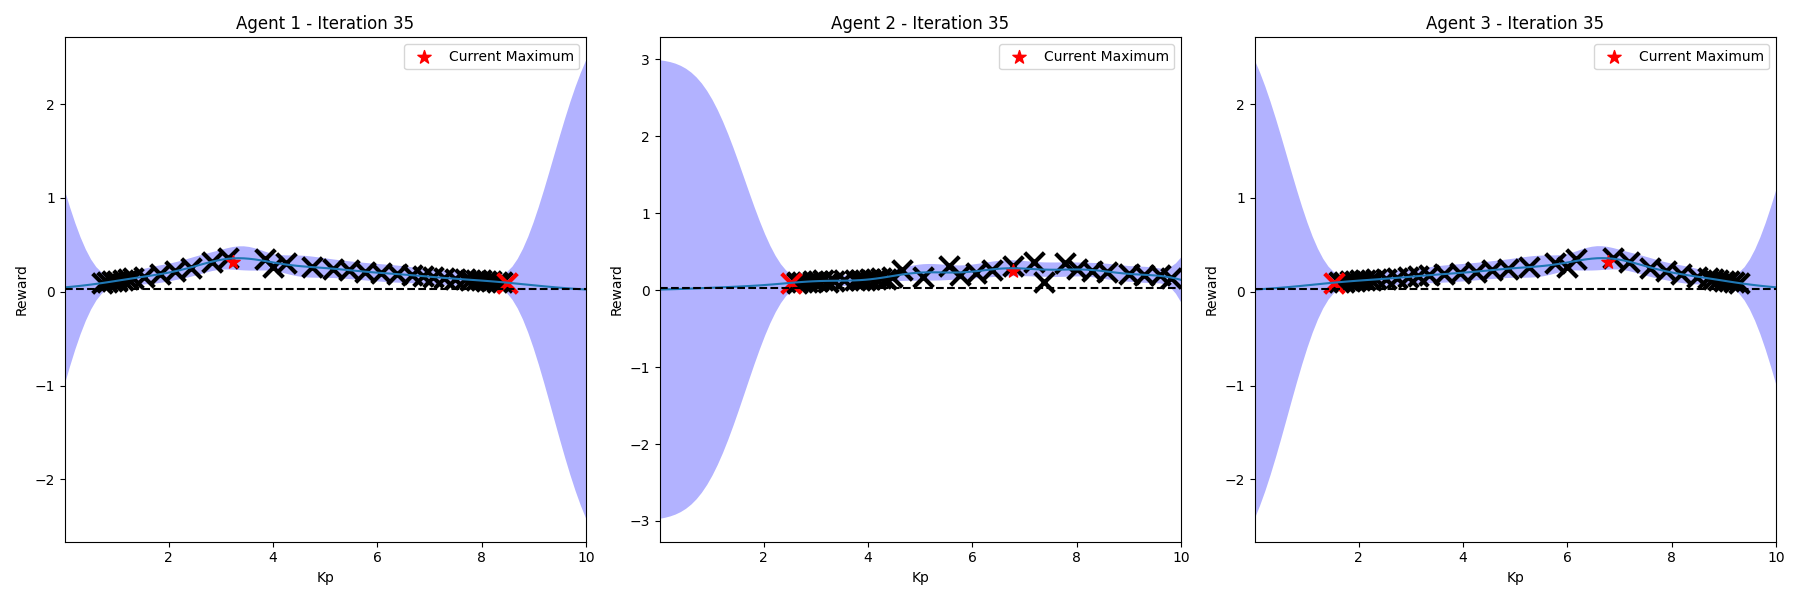 Agent 1 - Iteration 35
Current Maximum
Reward
2
1
0
−1
−2
2
4
6
8
10
Kp
Agent 2 - Iteration 35
Current Maximum
Reward
3
2
1
0
−1
−2
−3
2
4
6
8
10
Kp
Agent 3 - Iteration 35
Current Maximum
Reward
2
1
0
−1
−2
2
4
6
8
10
Kp